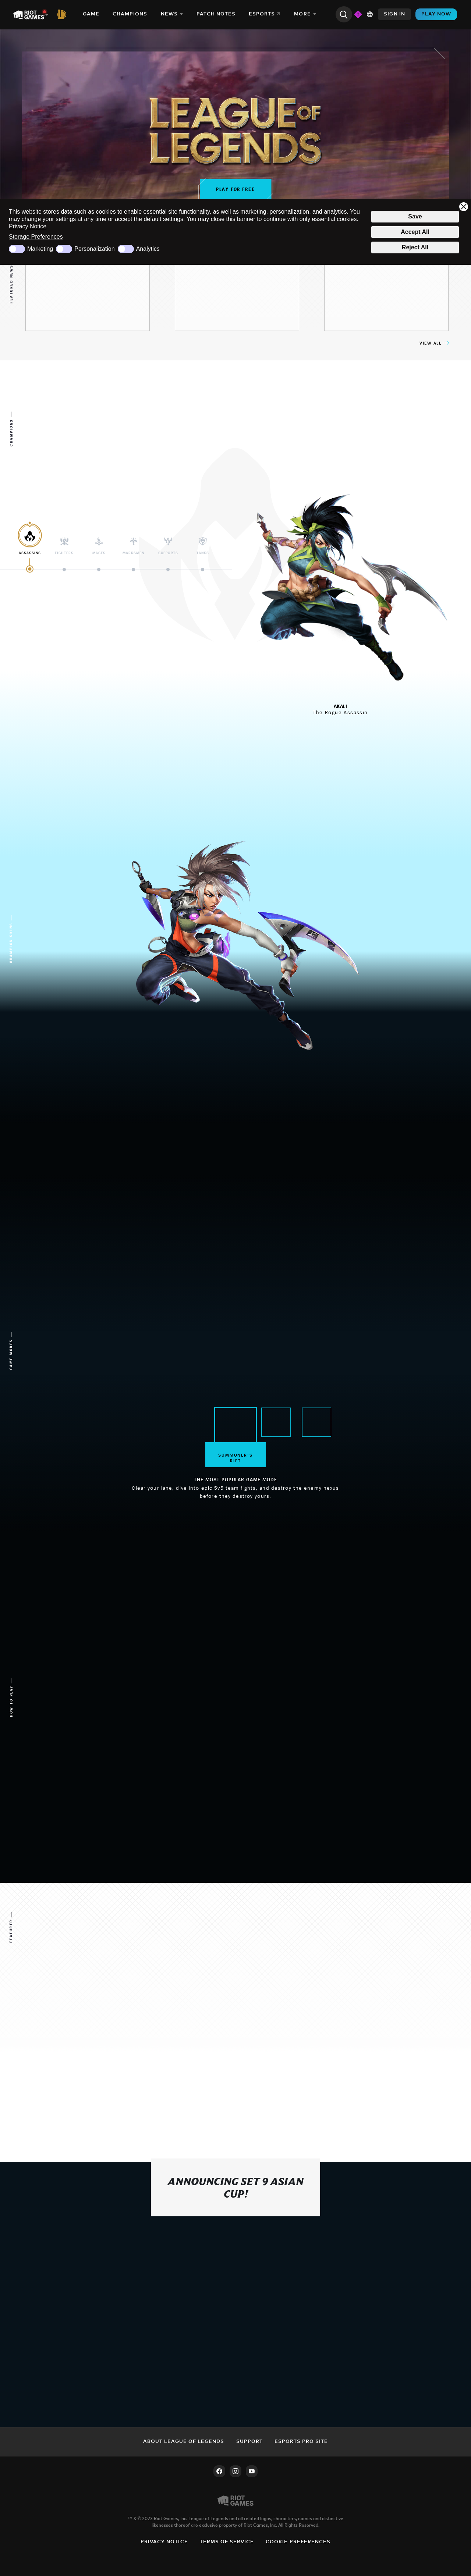 RIOT GAMES
GAME
CHAMPIONS
NEWS
PATCH NOTES
ESPORTS
MORE
SIGN IN
PLAY NOW
LEAGUE OF LEGENDS
PLAY FOR FREE
This website stores data such as cookies to enable essential site functionality, as well as marketing, personalization, and analytics. You
may change your settings at any time or accept the default settings. You may close this banner to continue with only essential cookies.
Privacy Notice
Storage Preferences
Marketing
Personalization
Analytics
Save
Accept All
Reject All
FEATURED NEWS
VIEW ALL
CHAMPIONS
ASSASSINS
FIGHTERS
MAGES
MARKSMEN
SUPPORTS
TANKS
AKALI
The Rogue Assassin
GAME MODES
SUMMONER'S
RIFT
THE MOST POPULAR GAME MODE
Clear your lane, dive into epic 5v5 team fights, and destroy the enemy nexus
before they destroy yours.
HOW TO PLAY
FEATURED
ANNOUNCING SET 9 ASIAN
CUP!
ABOUT LEAGUE OF LEGENDS
SUPPORT
ESPORTS PRO SITE
RIOT GAMES
™ & © 2023 Riot Games, Inc. League of Legends and all related logos, characters, names and distinctive
likenesses thereof are exclusive property of Riot Games, Inc. All Rights Reserved.
PRIVACY NOTICE
TERMS OF SERVICE
COOKIE PREFERENCES